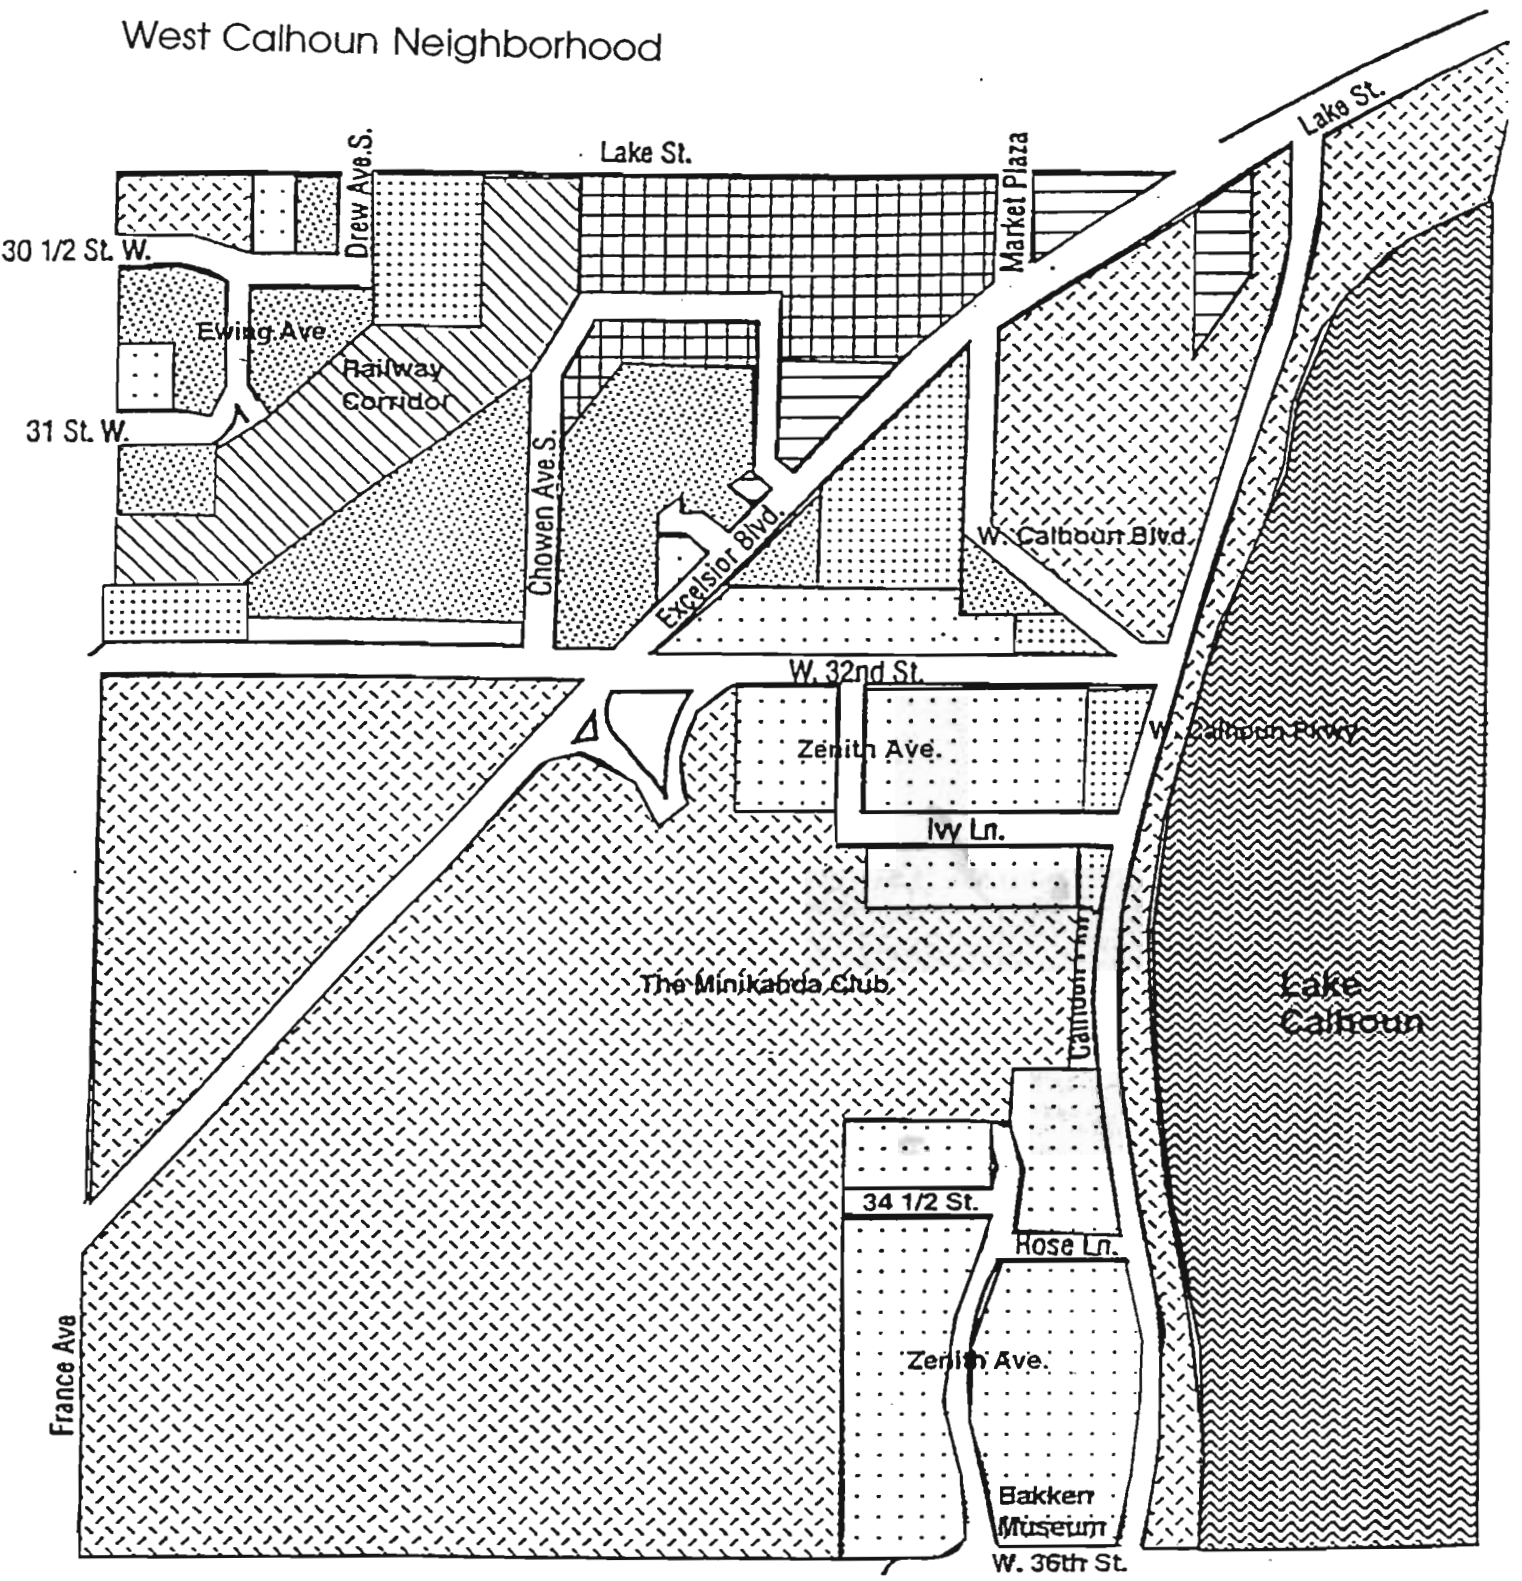 West Calhoun Neighborhood
Lake St.
Lake St.
Drew Ave.S.
Market Plaza
30 1/2 St. W.
Ewing Ave
Railway
Corridor
31 St. W.
Chowen Ave.S.
Excelsior Blvd.
W. Calhoun Blvd.
W. 32nd St.
W. Calhoun Pkwy
Zenith Ave.
Ivy Ln.
The Minikahda Club
Lake
Calhoun
34 1/2 St.
Rose Ln.
Zenith Ave.
France Ave
Bakken
Museum
W. 36th St.